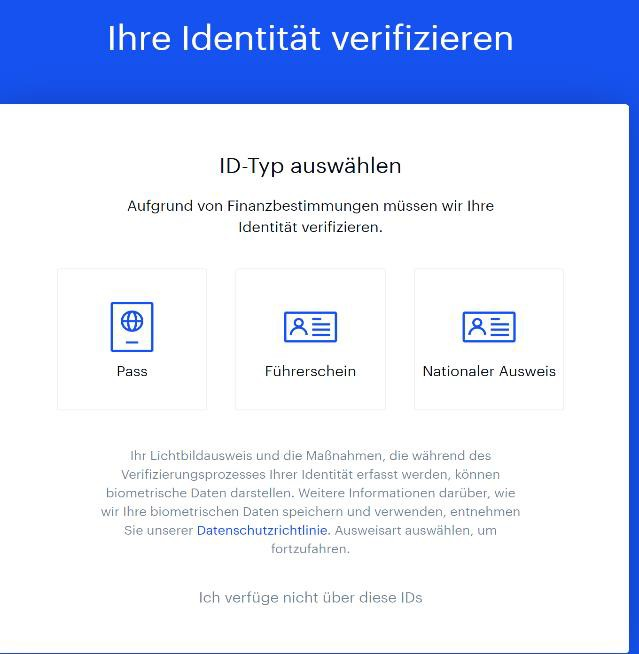 Ihre Identität verifizieren
ID-Typ auswählen
Aufgrund von Finanzbestimmungen müssen wir Ihre
Identität verifizieren.
Pass
Führerschein
Nationaler Ausweis
Ihr Lichtbildausweis und die Maßnahmen, die während des
Verifizierungsprozesses Ihrer Identität erfasst werden, können
biometrische Daten darstellen. Weitere Informationen darüber, wie
wir Ihre biometrischen Daten speichern und verwenden, entnehmen
Sie unserer Datenschutzrichtlinie. Ausweisart auswählen, um
fortzufahren.
Ich verfüge nicht über diese IDs